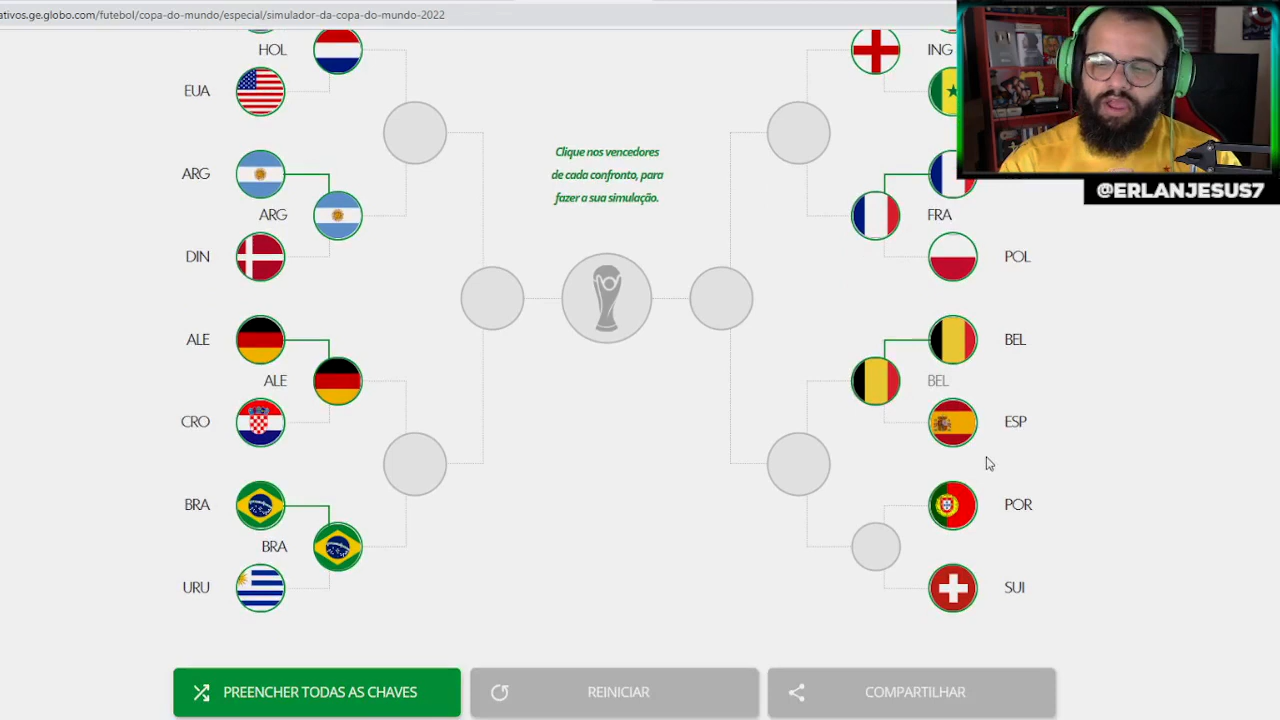 ativos.ge.globo.com/futebol/copa-do-mundo/especial/simulador-da-copa-do-mundo-2022
HOL
ING
EUA
@ERLANJESUS7
Clique nos vencedores
de cada confronto, para
fazer a sua simulação.
ARG
ARG
FRA
DIN
POL
ALE
BEL
ALE
BEL
CRO
ESP
BRA
POR
BRA
URU
SUI
PREENCHER TODAS AS CHAVES
REINICIAR
COMPARTILHAR